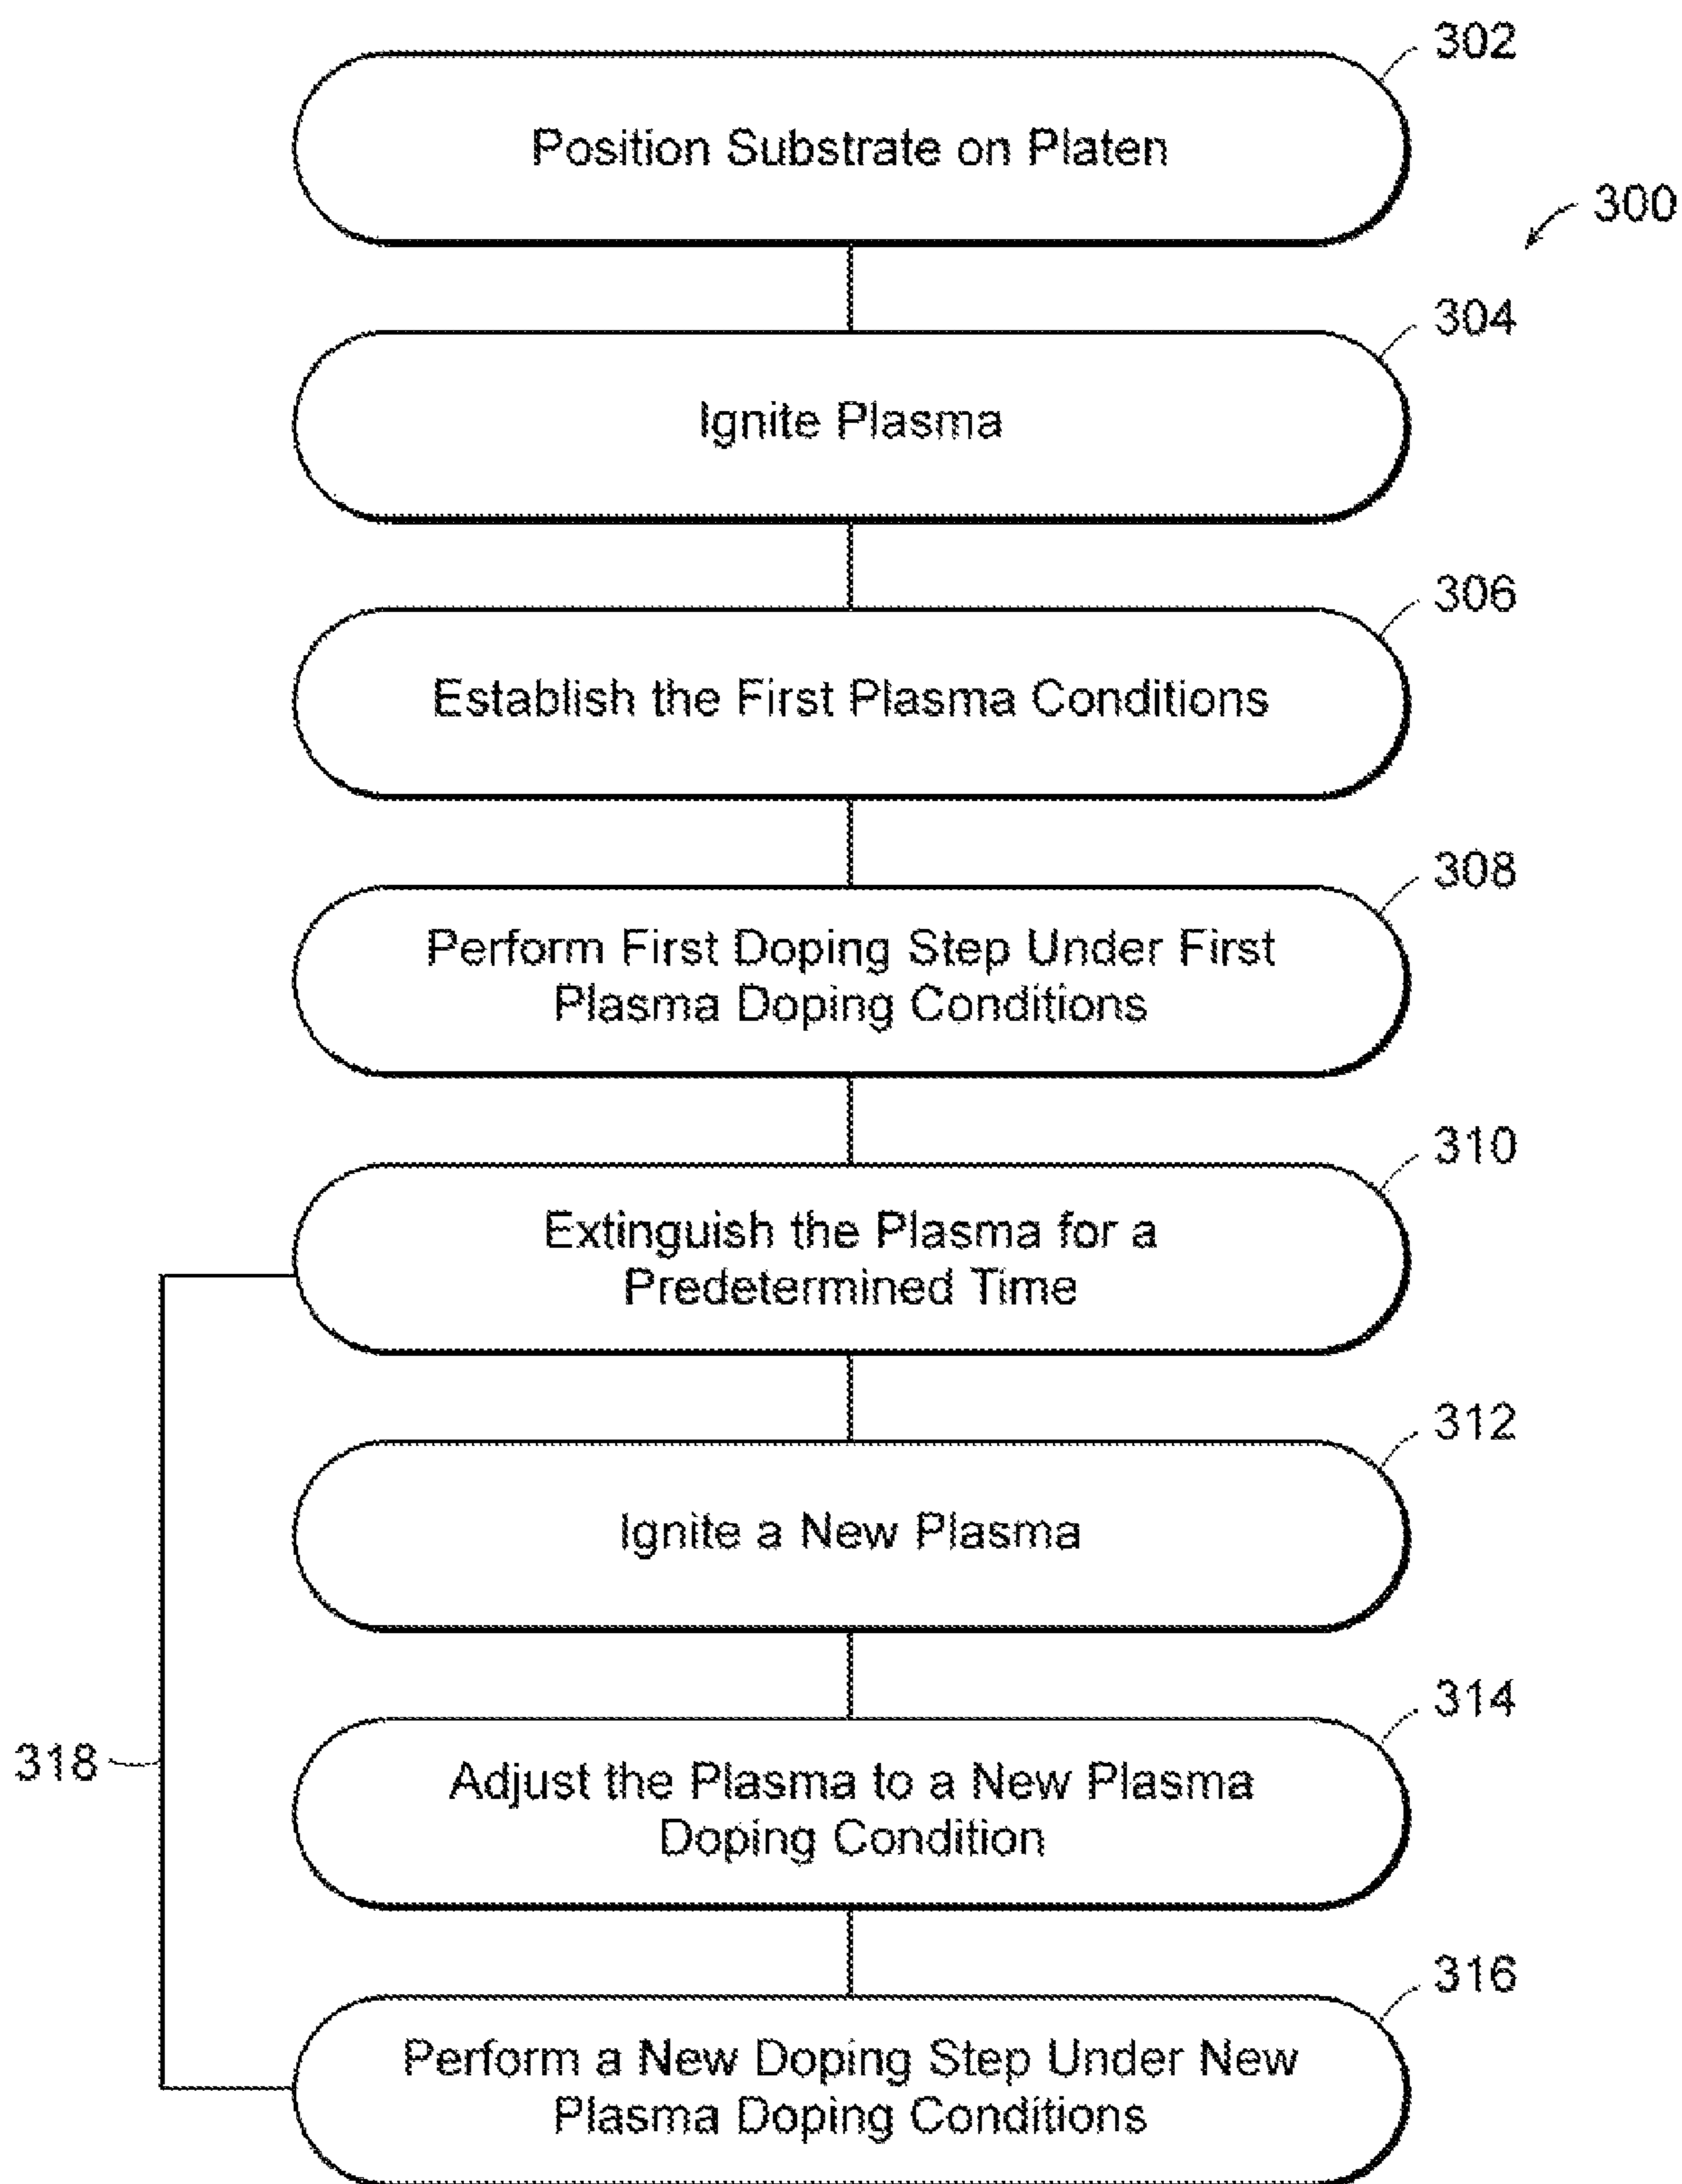 302
Position Substrate on Platen
300
304
Ignite Plasma
306
Establish the First Plasma Conditions
308
Perform First Doping Step Under First
Plasma Doping Conditions
310
Extinguish the Plasma for a
Predetermined Time
312
Ignite a New Plasma
314
318
Adjust the Plasma to a New Plasma
Doping Condition
316
Perform a New Doping Step Under New
Plasma Doping Conditions